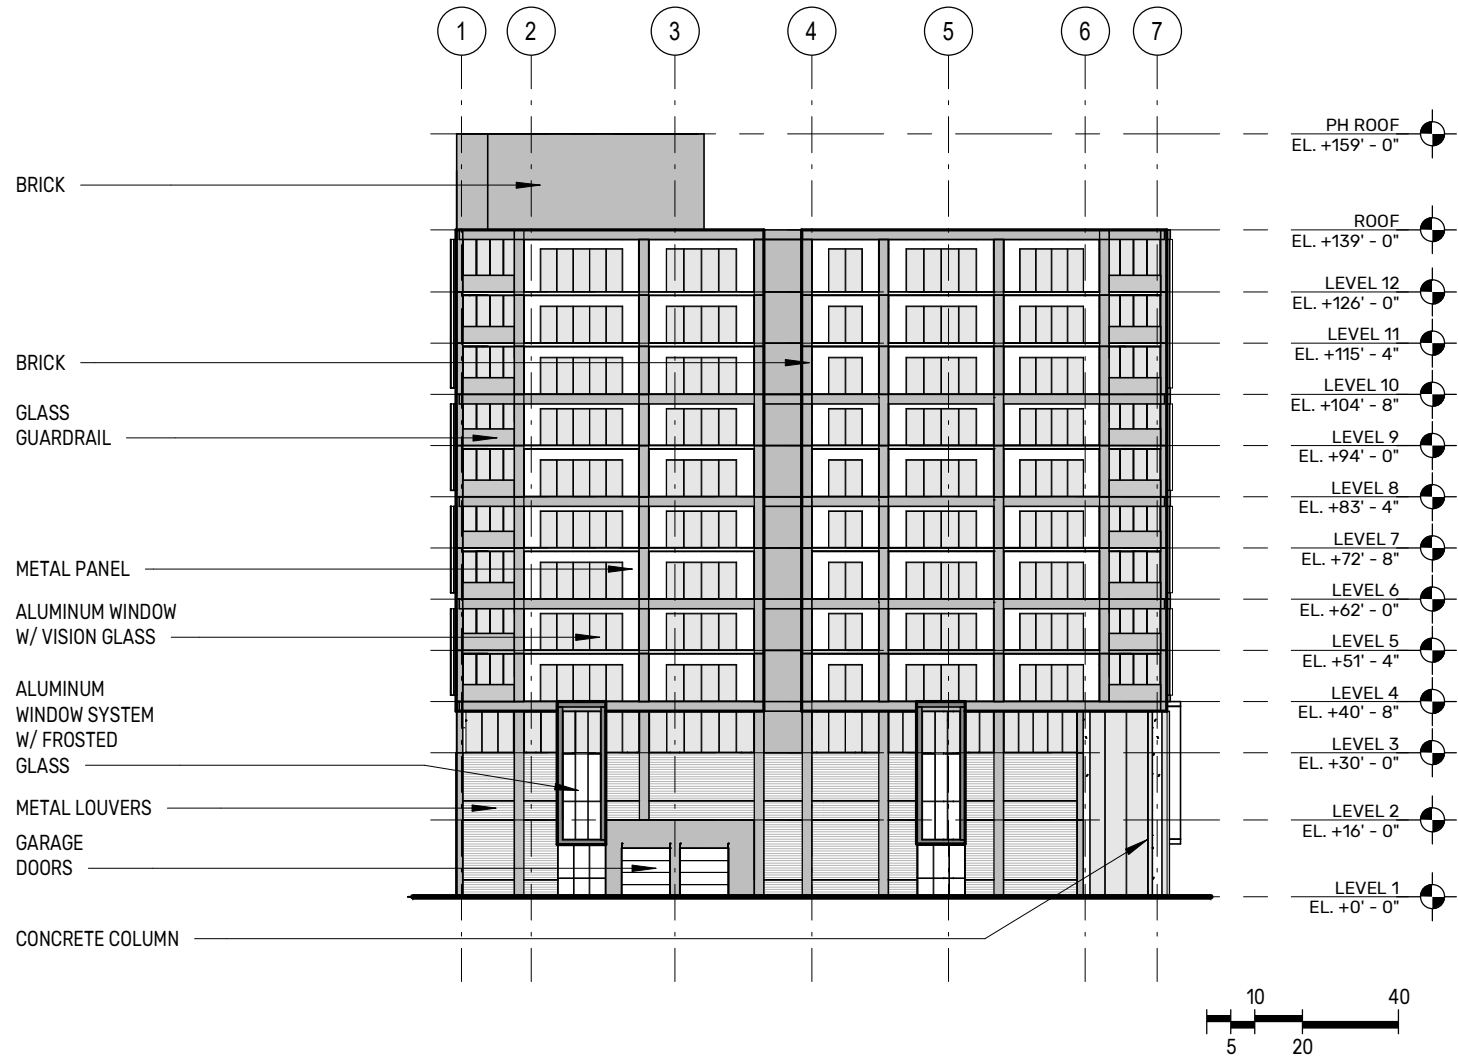 1 2 3 4 5 6 7
PH ROOF
EL. +159' - 0"
BRICK
ROOF
EL. +139' - 0"
LEVEL 12
EL. +126' - 0"
LEVEL 11
EL. +115' - 4"
BRICK
LEVEL 10
EL. +104' - 8"
GLASS
GUARDRAIL
LEVEL 9
EL. +94' - 0"
LEVEL 8
EL. +83' - 4"
LEVEL 7
EL. +72' - 8"
METAL PANEL
LEVEL 6
EL. +62' - 0"
ALUMINUM WINDOW
W/ VISION GLASS
LEVEL 5
EL. +51' - 4"
ALUMINUM
WINDOW SYSTEM
W/ FROSTED
GLASS
LEVEL 4
EL. +40' - 8"
LEVEL 3
EL. +30' - 0"
METAL LOUVERS
LEVEL 2
EL. +16' - 0"
GARAGE
DOORS
LEVEL 1
EL. +0' - 0"
CONCRETE COLUMN
10 40
5 20